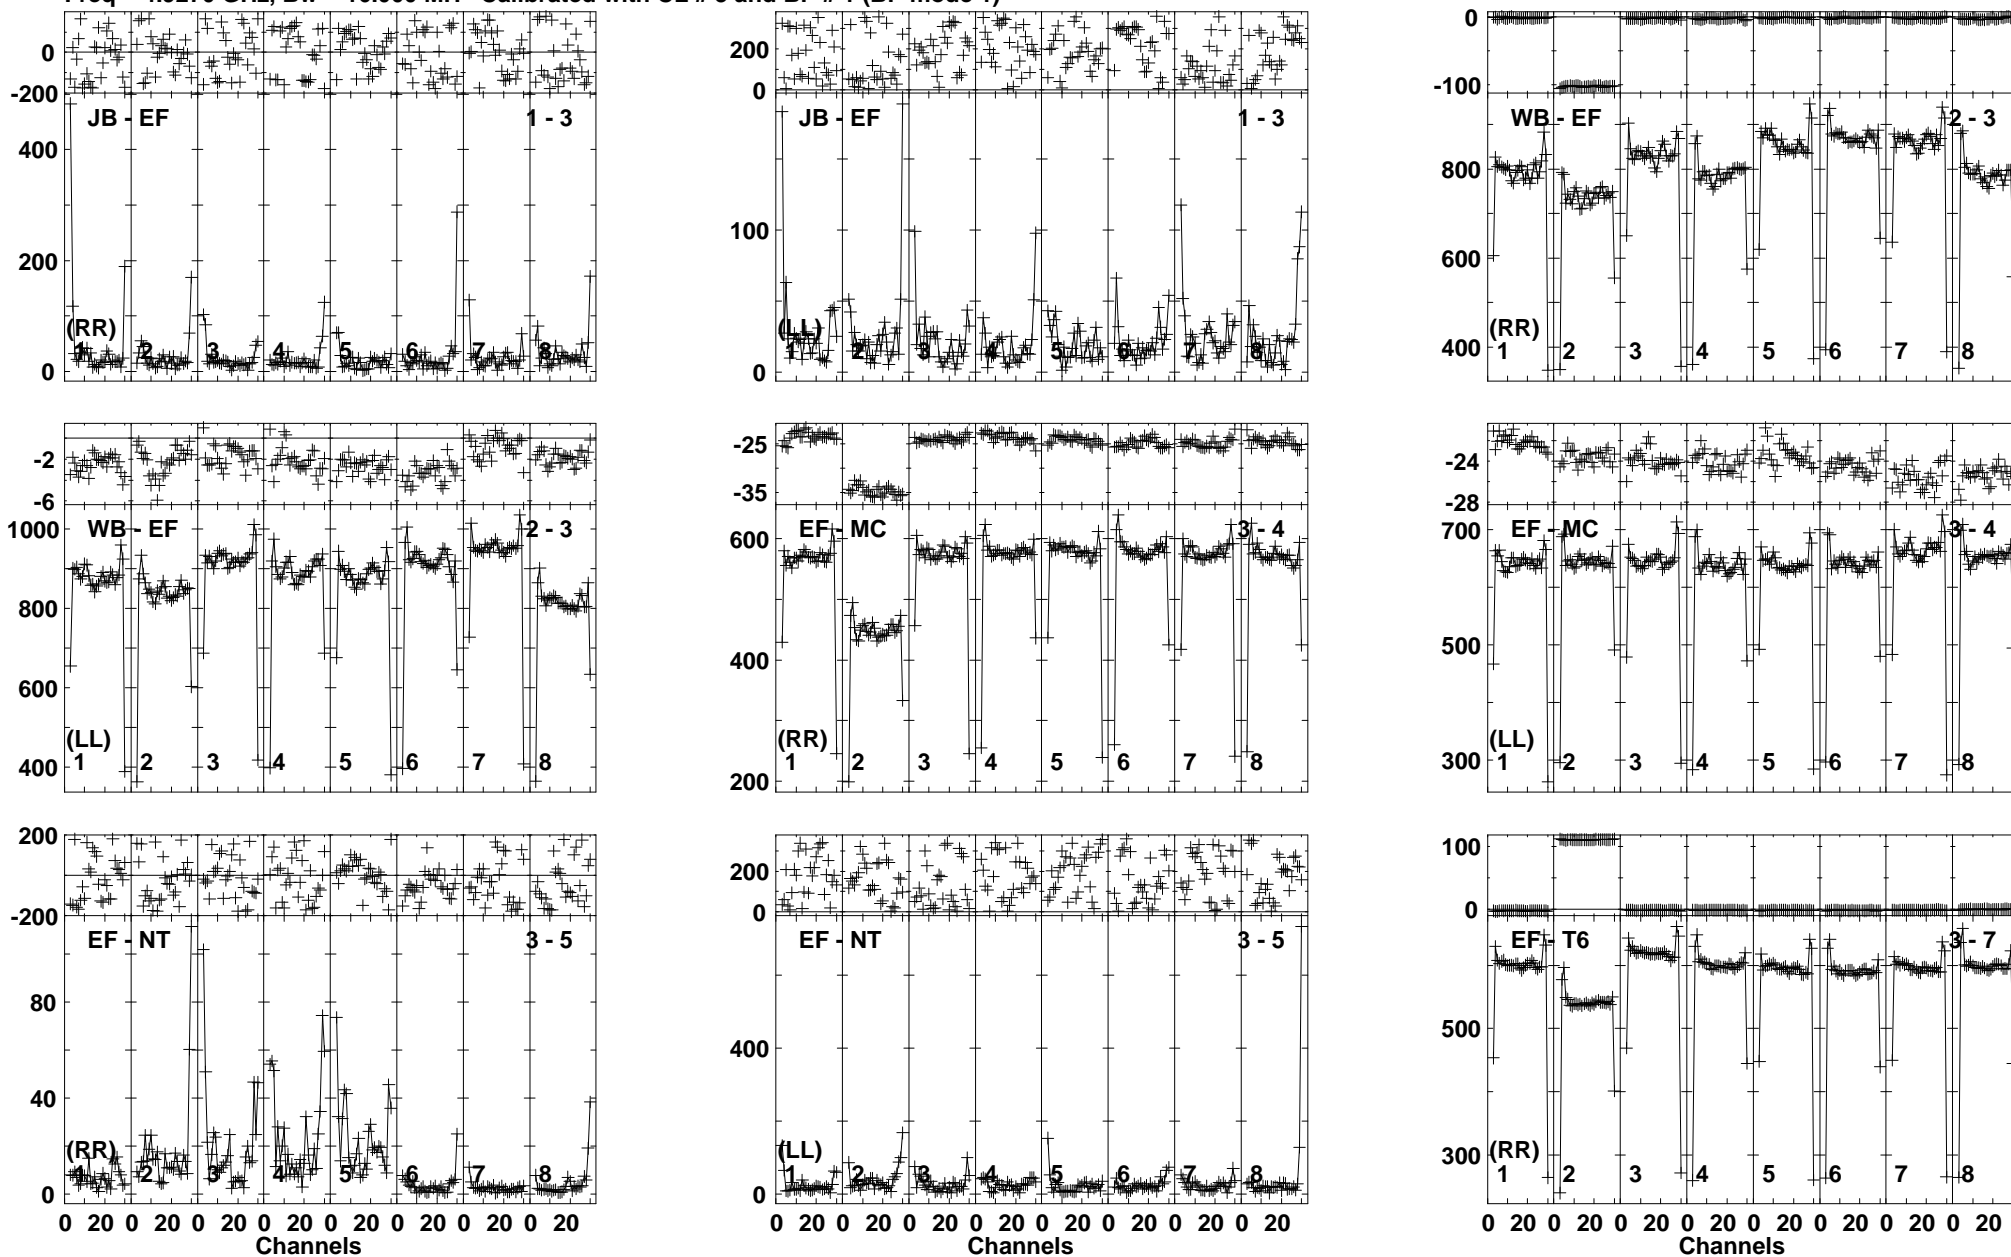 0 -200
JB - EF 1 - 3
400 200 0
(RR)
1 2 3 4 5 6 7 8
200 0
JB - EF 1 - 3
100 0
(LL)
1 2 3 4 5 6 7 8
0 -100
WB - EF 2 - 3
800 600 400
(RR)
1 2 3 4 5 6 7 8
-2 -6
WB - EF 2 - 3
1000 800 600 400
(LL)
1 2 3 4 5 6 7 8
-25 -35
EF - MC 3 - 4
600 400 200
(RR)
1 2 3 4 5 6 7 8
-24 -28
EF - MC 3 - 4
700 500 300
(LL)
1 2 3 4 5 6 7 8
200 -200
EF - NT 3 - 5
80 40 0
(RR)
1 2 3 4 5 6 7 8
0 20 0 20 0 20 0 20 0 20 0 20 0 20 0 20
Channels
200 0
EF - NT 3 - 5
400 0
(LL)
1 2 3 4 5 6 7 8
0 20 0 20 0 20 0 20 0 20 0 20 0 20 0 20
Channels
100 0
EF - T6 3 - 7
500 300
(RR)
1 2 3 4 5 6 7 8
0 20 0 20 0 20 0 20 0 20 0 20 0 20 0 20
Channels